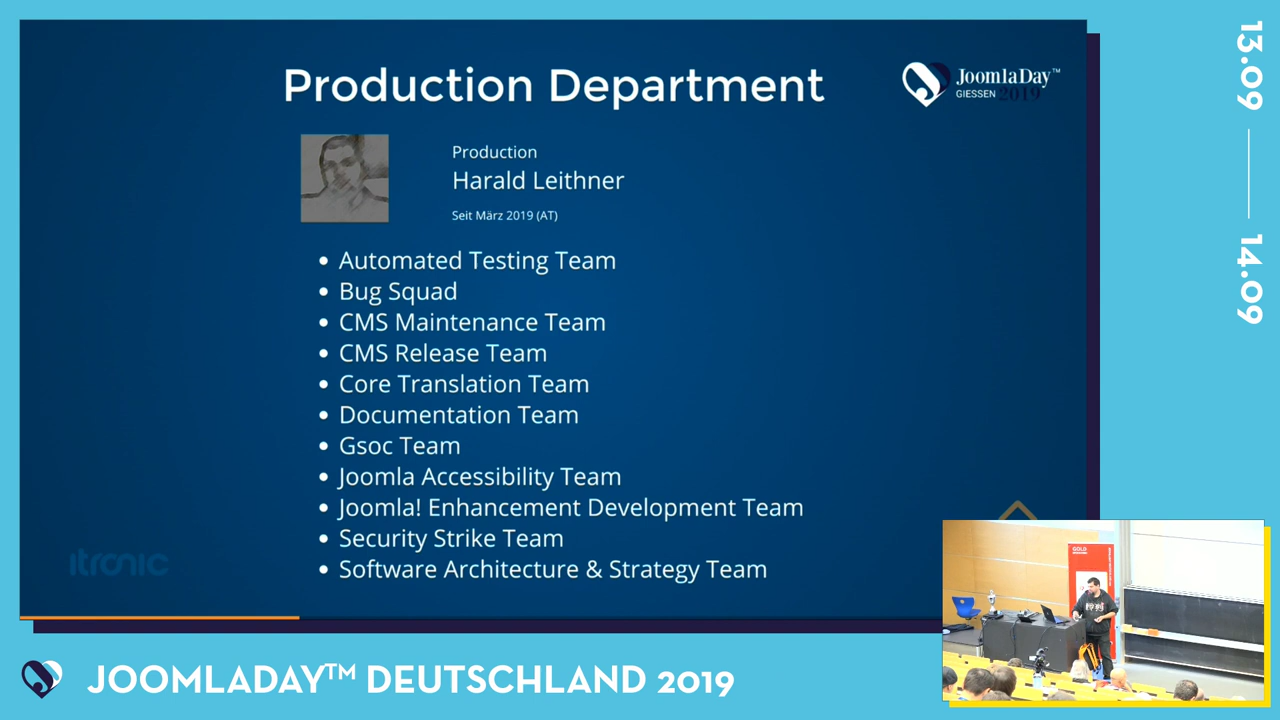 Production Department
JoomlaDay™
GIESSEN 2019
Production
Harald Leithner
Seit März 2019 (AT)
Automated Testing Team
Bug Squad
CMS Maintenance Team
CMS Release Team
Core Translation Team
Documentation Team
Gsoc Team
Joomla Accessibility Team
Joomla! Enhancement Development Team
Security Strike Team
Software Architecture & Strategy Team
itronic
13.09
14.09
GOLD
JOOMLADAY™ DEUTSCHLAND 2019